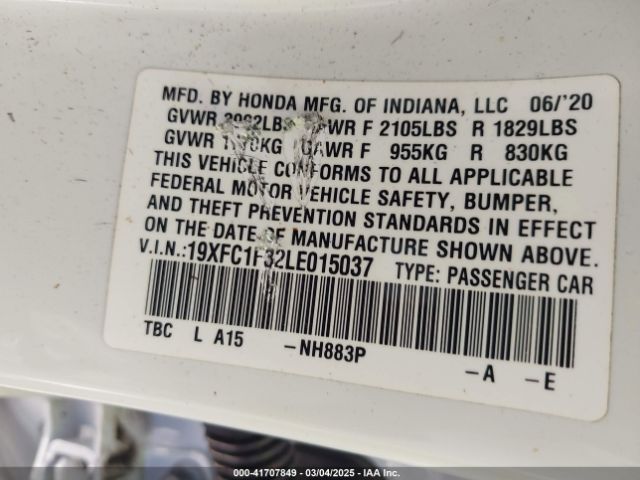 MFD. BY HONDA MFG. OF INDIANA, LLC 06/'20
GVWR F 2105LBS R 1829LBS
GVWR GAWR F 955KG R 830KG
THIS VEHICLE CONFORMS TO ALL APPLICABLE
FEDERAL MOTOR VEHICLE SAFETY, BUMPER,
AND THEFT PREVENTION STANDARDS IN EFFECT
ON THE DATE OF MANUFACTURE SHOWN ABOVE.
V.I.N.:19XFC1F32LE015037 TYPE: PASSENGER CAR
TBC L A15 -NH883P
-A -E
000-41707849 - 03/04/2025 - IAA Inc.